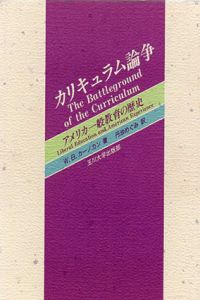 カリキュラム論争
The Battleground
of the Curriculum
アメリカ一般教育の歴史
Liberal Education and American Experience
W. B. カーノカン 著
丹治めぐみ 訳
玉川大学出版部